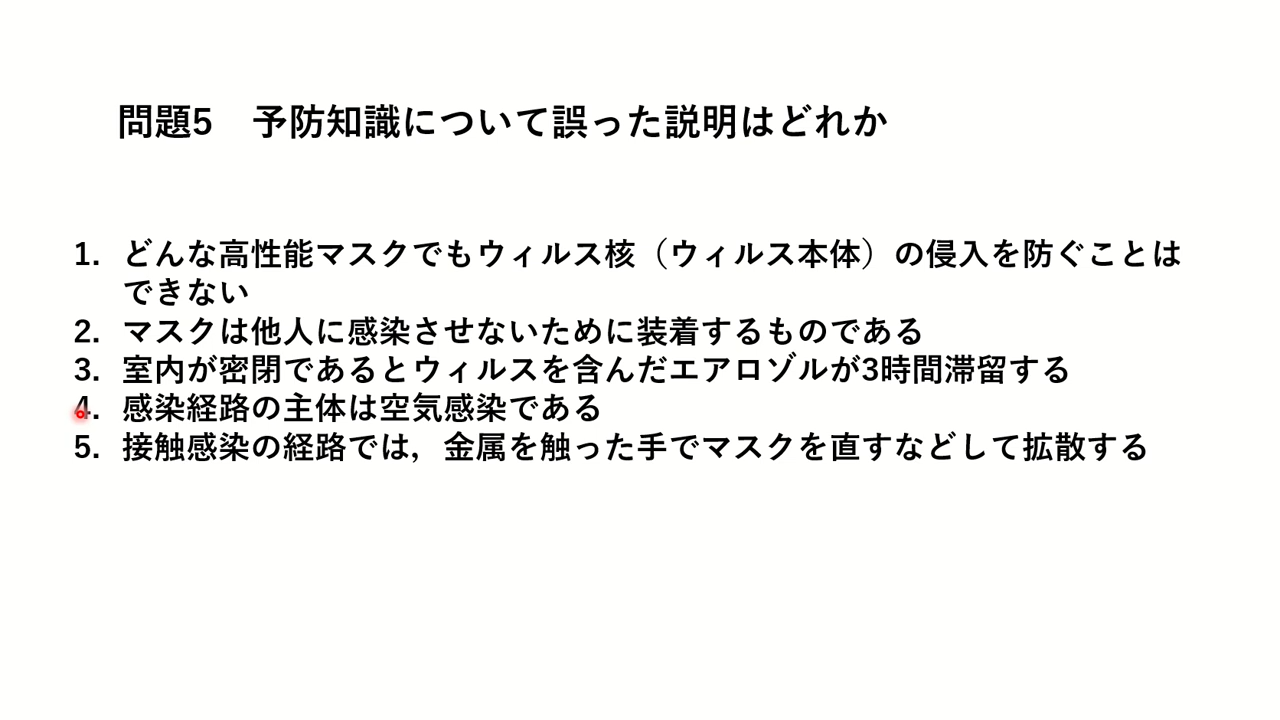 問題5　予防知識について誤った説明はどれか
1. どんな高性能マスクでもウィルス核（ウィルス本体）の侵入を防ぐことは
できない
2. マスクは他人に感染させないために装着するものである
3. 室内が密閉であるとウィルスを含んだエアロゾルが3時間滞留する
4. 感染経路の主体は空気感染である
5. 接触感染の経路では，金属を触った手でマスクを直すなどして拡散する